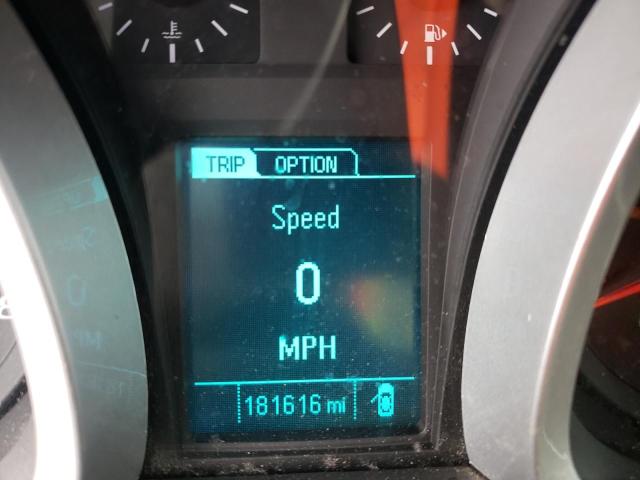 TRIP OPTION
Speed
0
MPH
181616 mi